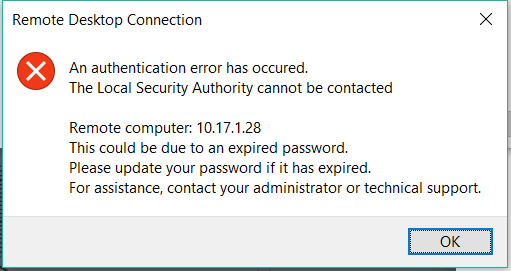 Remote Desktop Connection
An authentication error has occured.
The Local Security Authority cannot be contacted
Remote computer: 10.17.1.28
This could be due to an expired password.
Please update your password if it has expired.
For assistance, contact your administrator or technical support.
OK